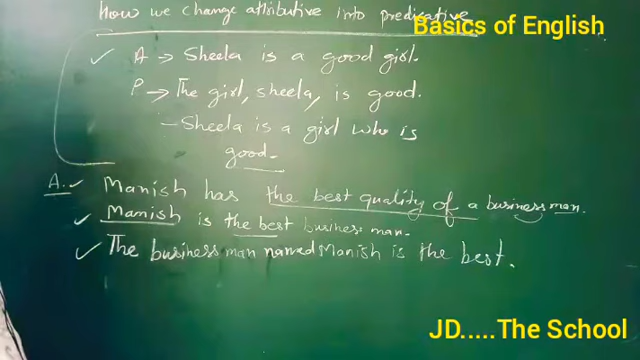 How we change attributive into predicative
Basics of English
✓ A → Sheela is a good girl.
P → The girl, Sheela, is good.
- Sheela is a girl who is
good.
A. ✓ Manish has the best quality of a business man.
✓ Manish is the best business man.
✓ The business man named Manish is the best.
JD.....The School